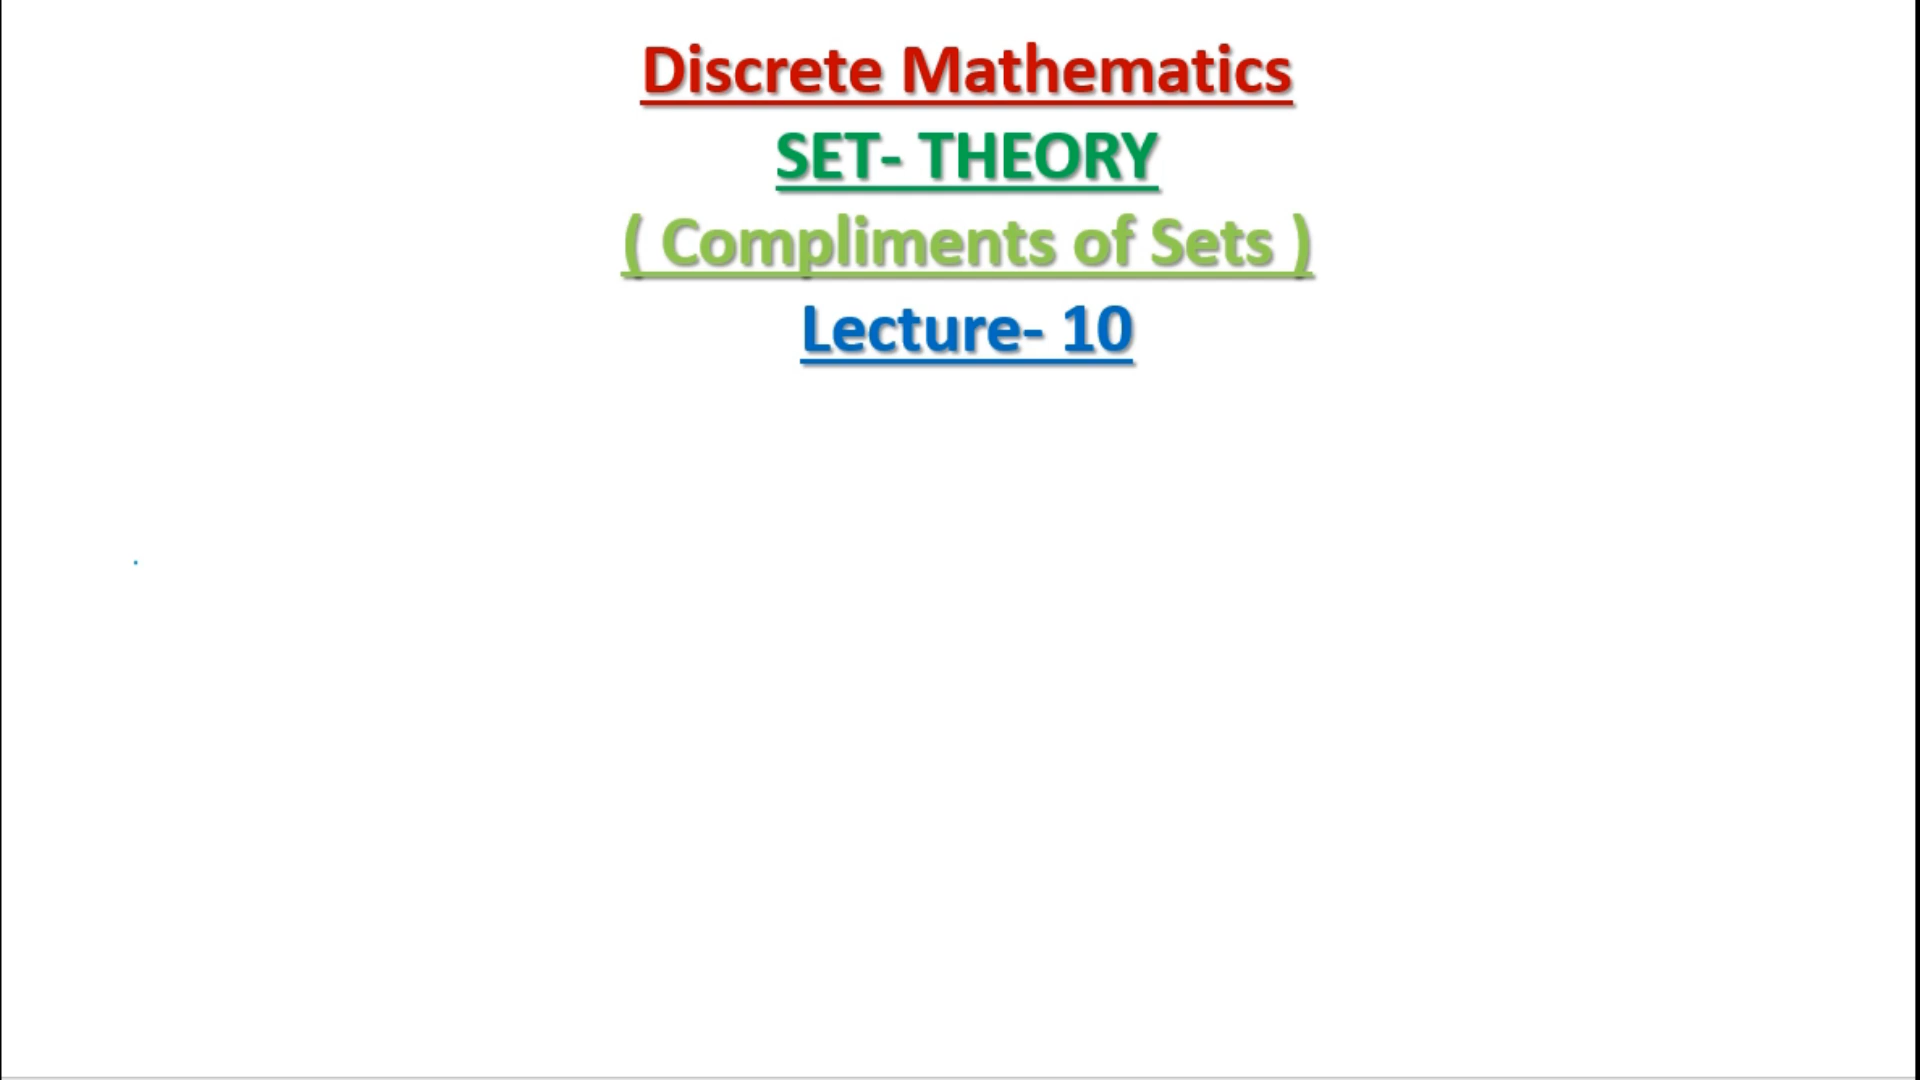 Discrete Mathematics
SET- THEORY
( Compliments of Sets )
Lecture- 10